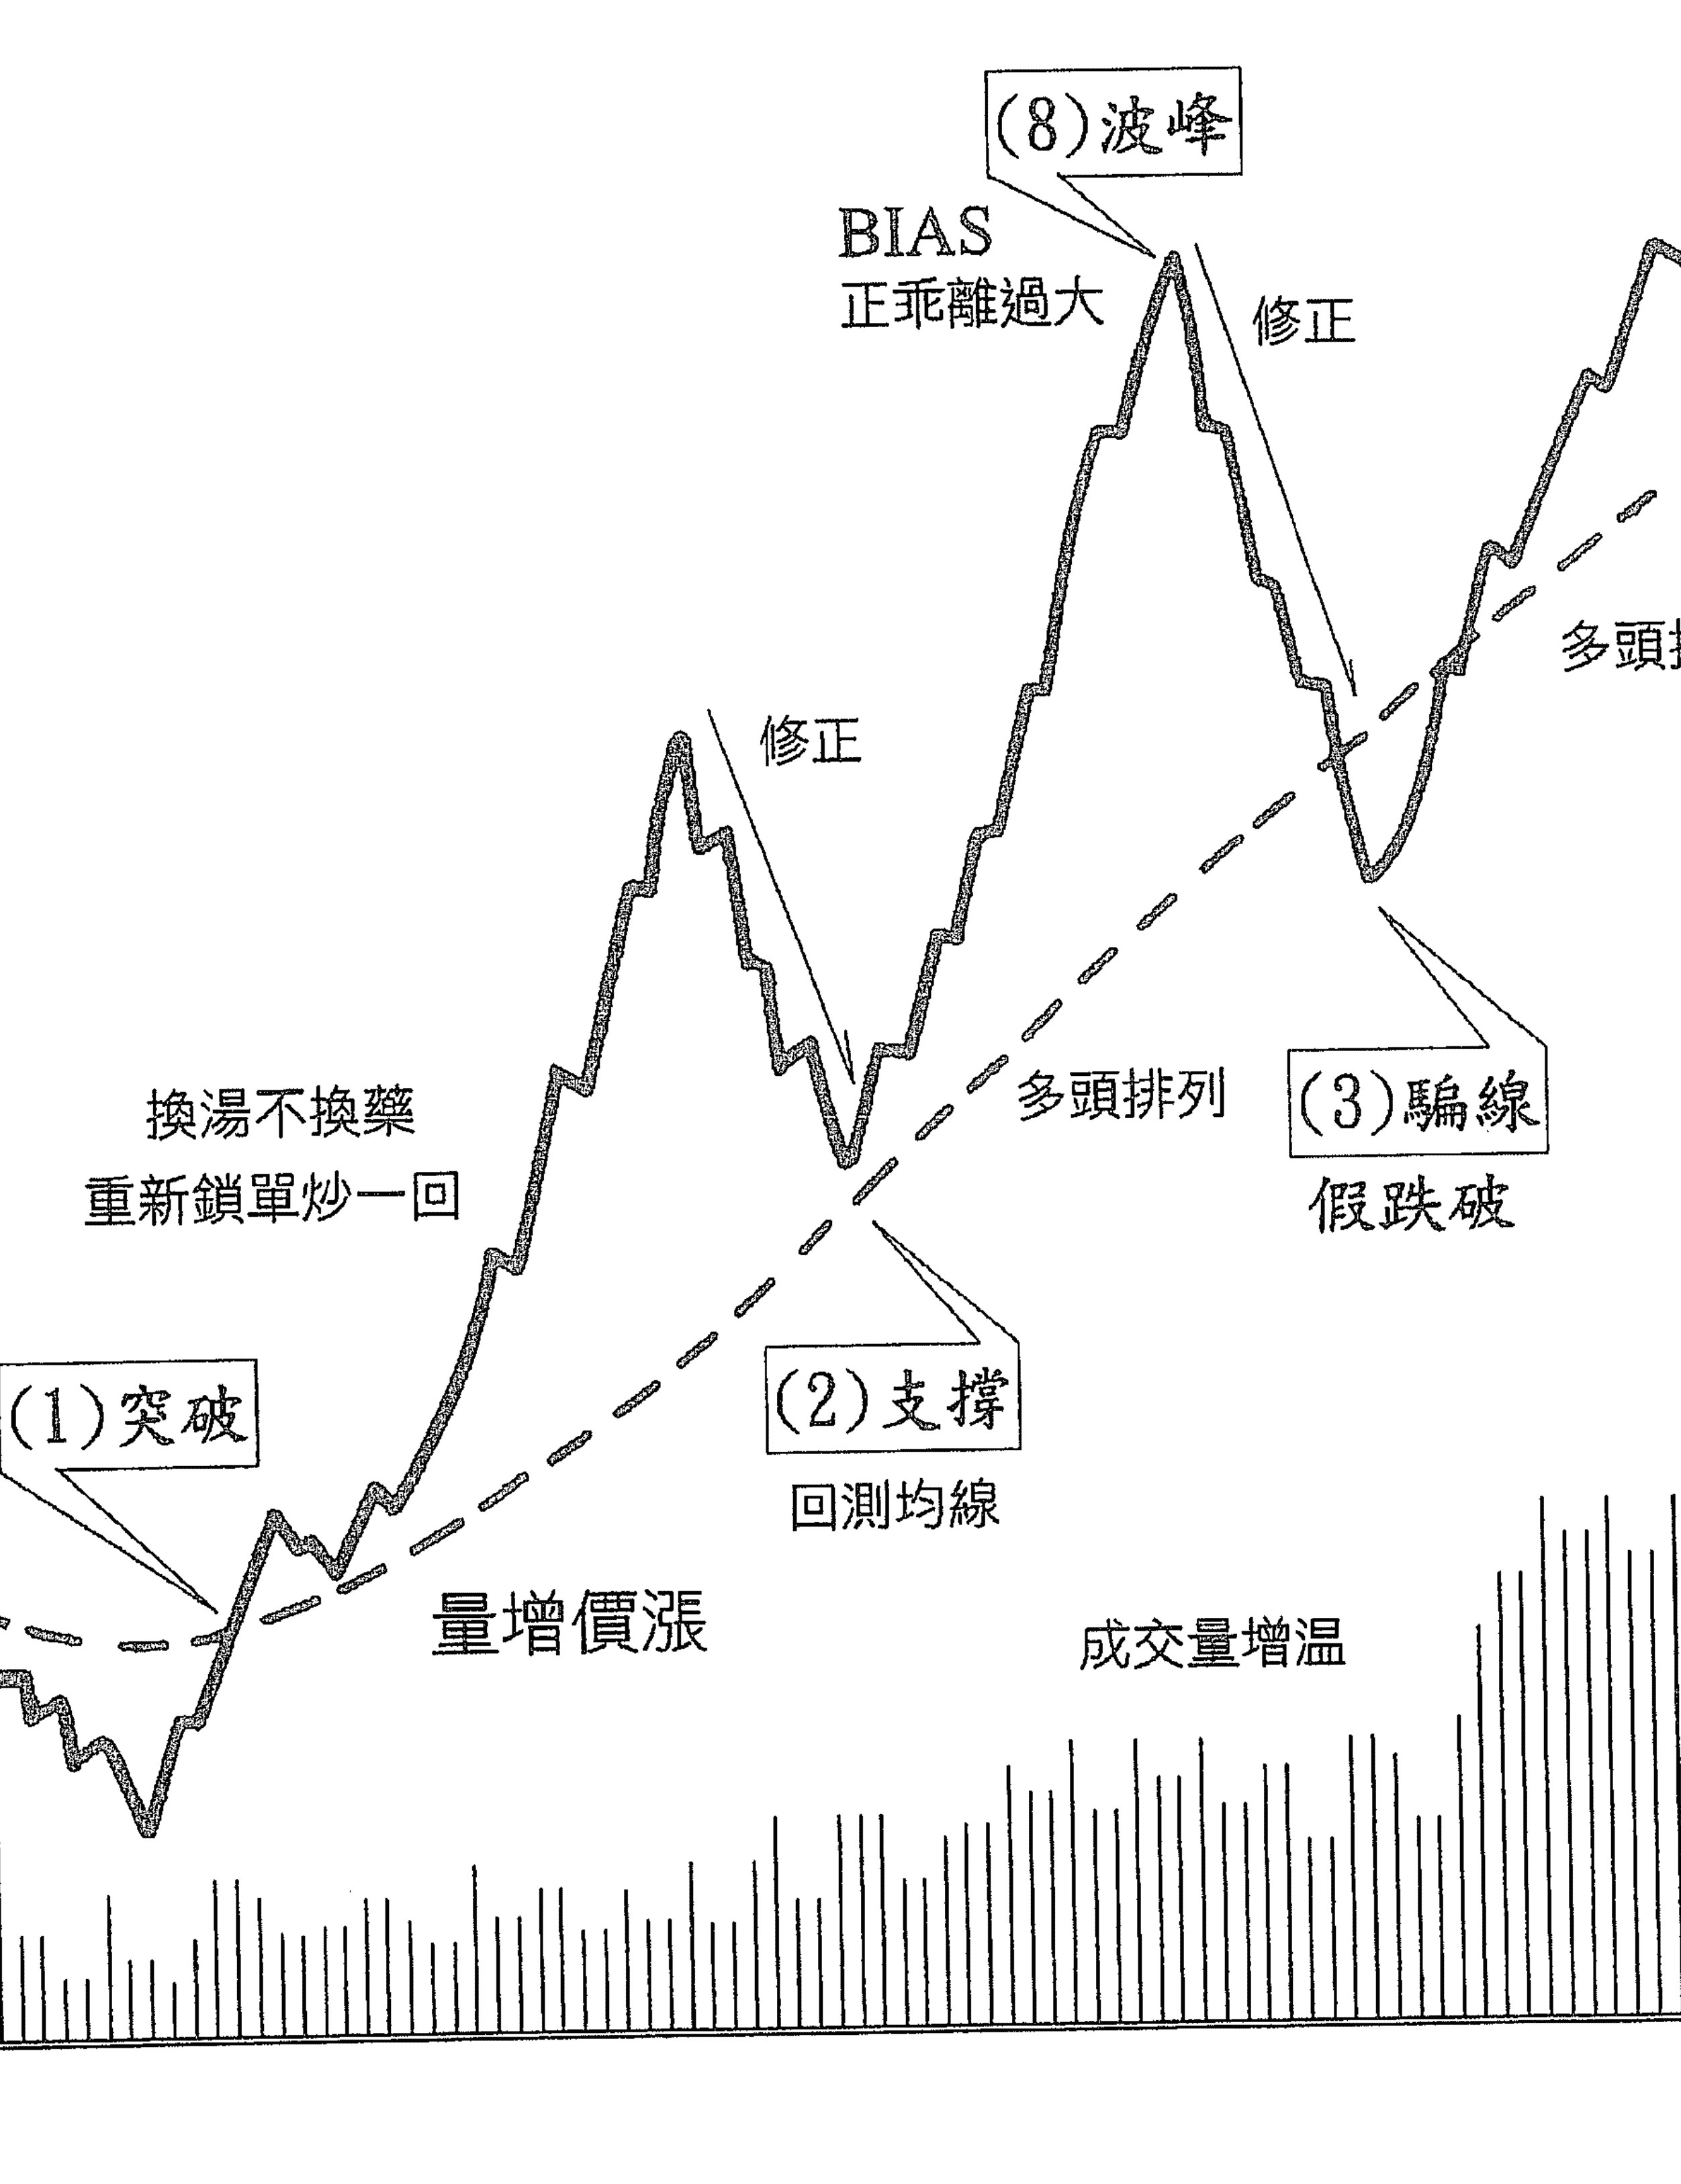 (8)波峰
BIAS
正乖離過大
修正
修正
多頭
換湯不換藥
重新鎖單炒一回
多頭排列
(3)騙線
假跌破
(1)突破
(2)支撐
回測均線
量增價漲
成交量增温